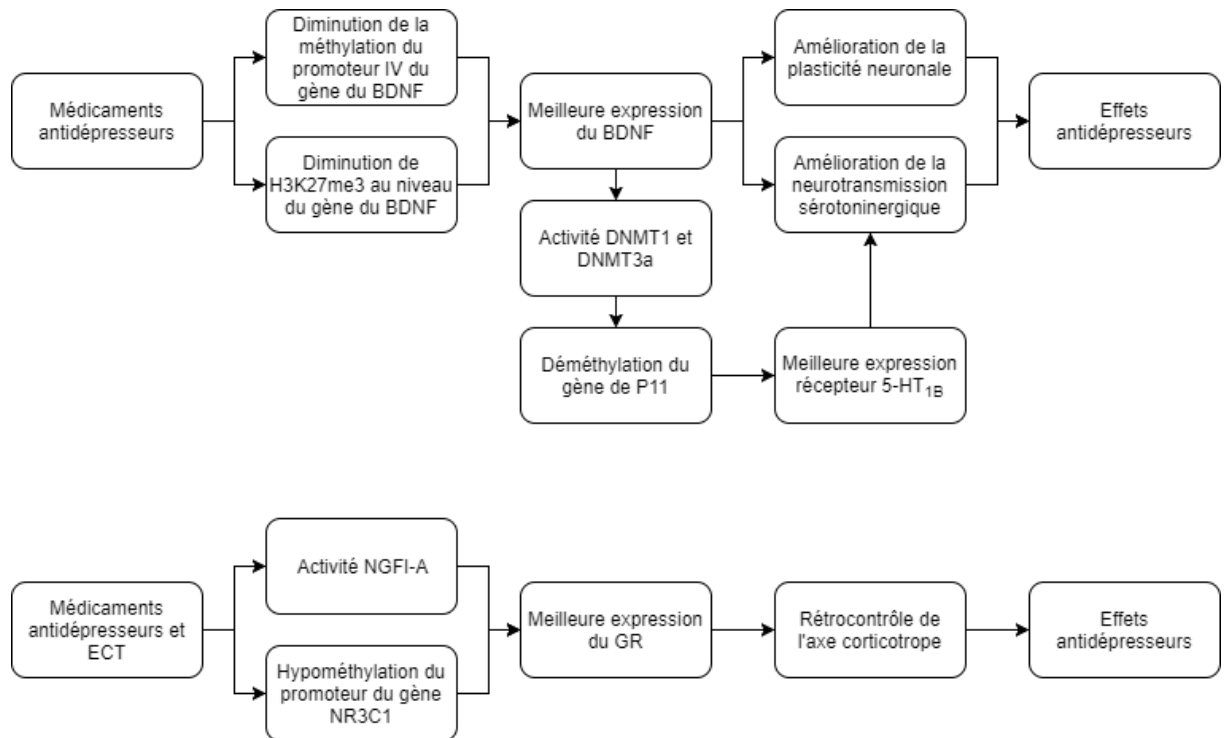 Médicaments
antidépresseurs
Diminution de la
méthylation du
promoteur IV du
gène du BDNF
Diminution de
H3K27me3 au niveau
du gène du BDNF
Meilleure expression
du BDNF
Amélioration de la
plasticité neuronale
Amélioration de la
neurotransmission
sérotoninergique
Effets
antidépresseurs
Activité DNMT1 et
DNMT3a
Déméthylation du
gène de P11
Meilleure expression
récepteur 5-HT1B
Médicaments
antidépresseurs et
ECT
Activité NGFI-A
Hypométhylation du
promoteur du gène
NR3C1
Meilleure expression
du GR
Rétrocontrôle de
l'axe corticotrope
Effets
antidépresseurs